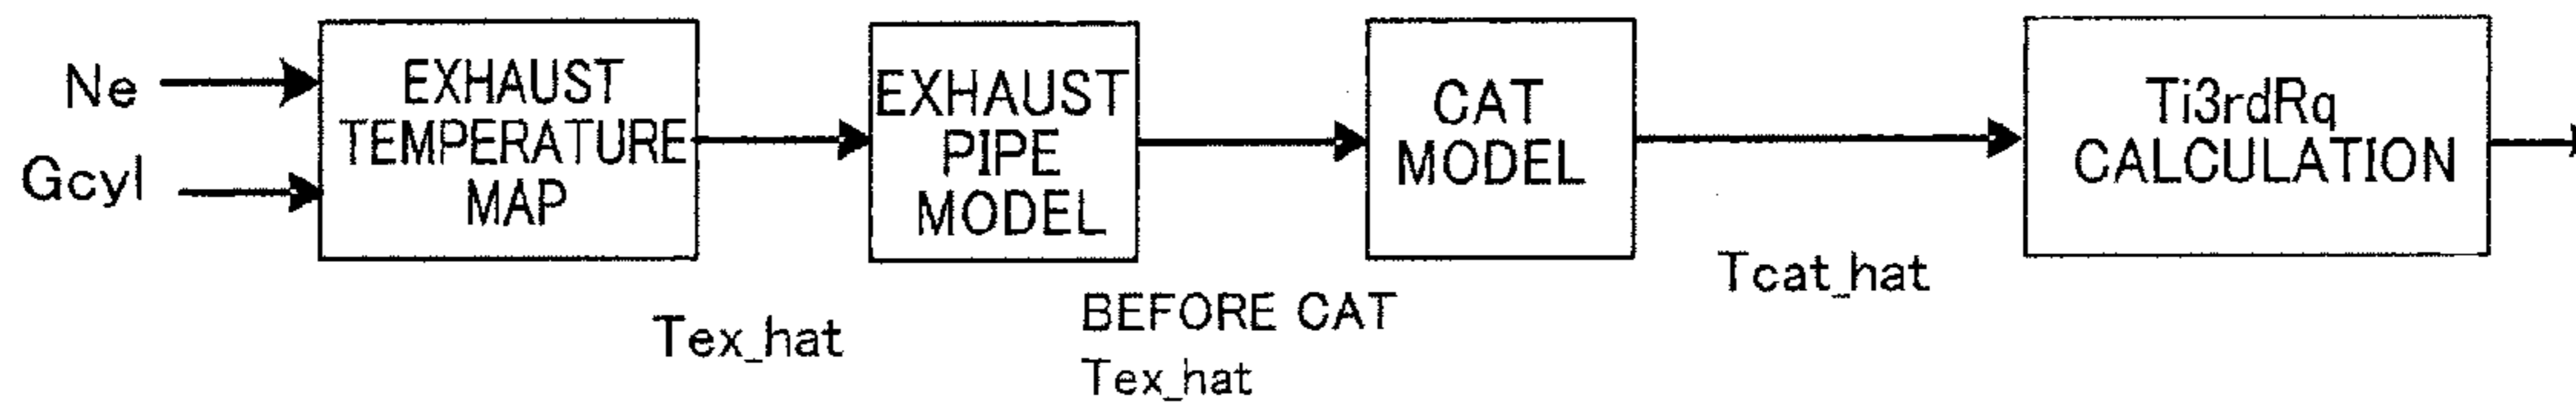 Ne
Gcyl
EXHAUST
TEMPERATURE
MAP
Tex_hat
EXHAUST
PIPE
MODEL
BEFORE CAT
Tex_hat
CAT
MODEL
Tcat_hat
Ti3rdRq
CALCULATION